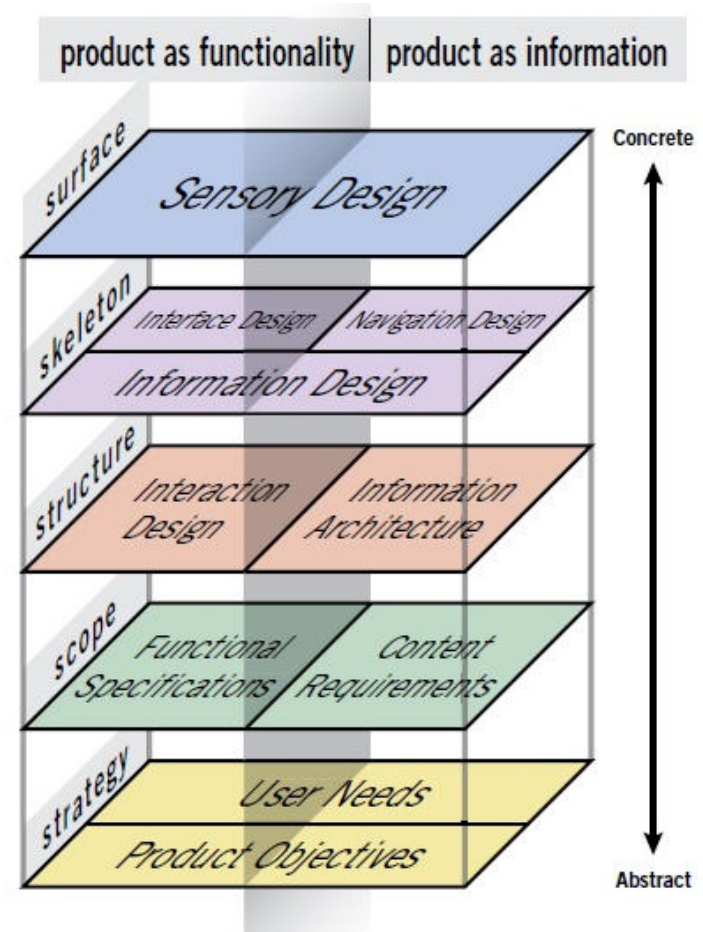 product as functionality
product as information
Concrete
surface
Sensory Design
skeleton
Interface Design
Navigation Design
Information Design
structure
Interaction
Design
Information
Architecture
scope
Functional
Specifications
Content
Requirements
strategy
User Needs
Product Objectives
Abstract